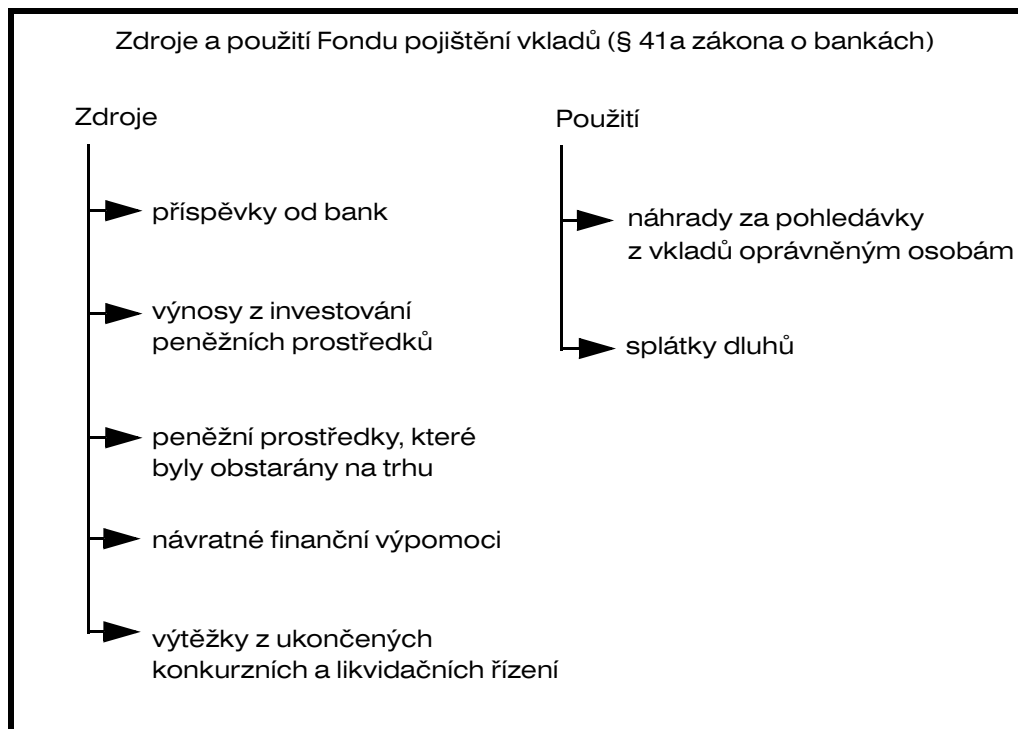 Zdroje a použití Fondu pojištění vkladů (§ 41a zákona o bankách)
Zdroje
příspěvky od bank
výnosy z investování
peněžních prostředků
peněžní prostředky, které
byly obstarány na trhu
návratné finanční výpomoci
výtěžky z ukončených
konkurzních a likvidačních řízení
Použití
náhrady za pohledávky
z vkladů oprávněným osobám
splátky dluhů